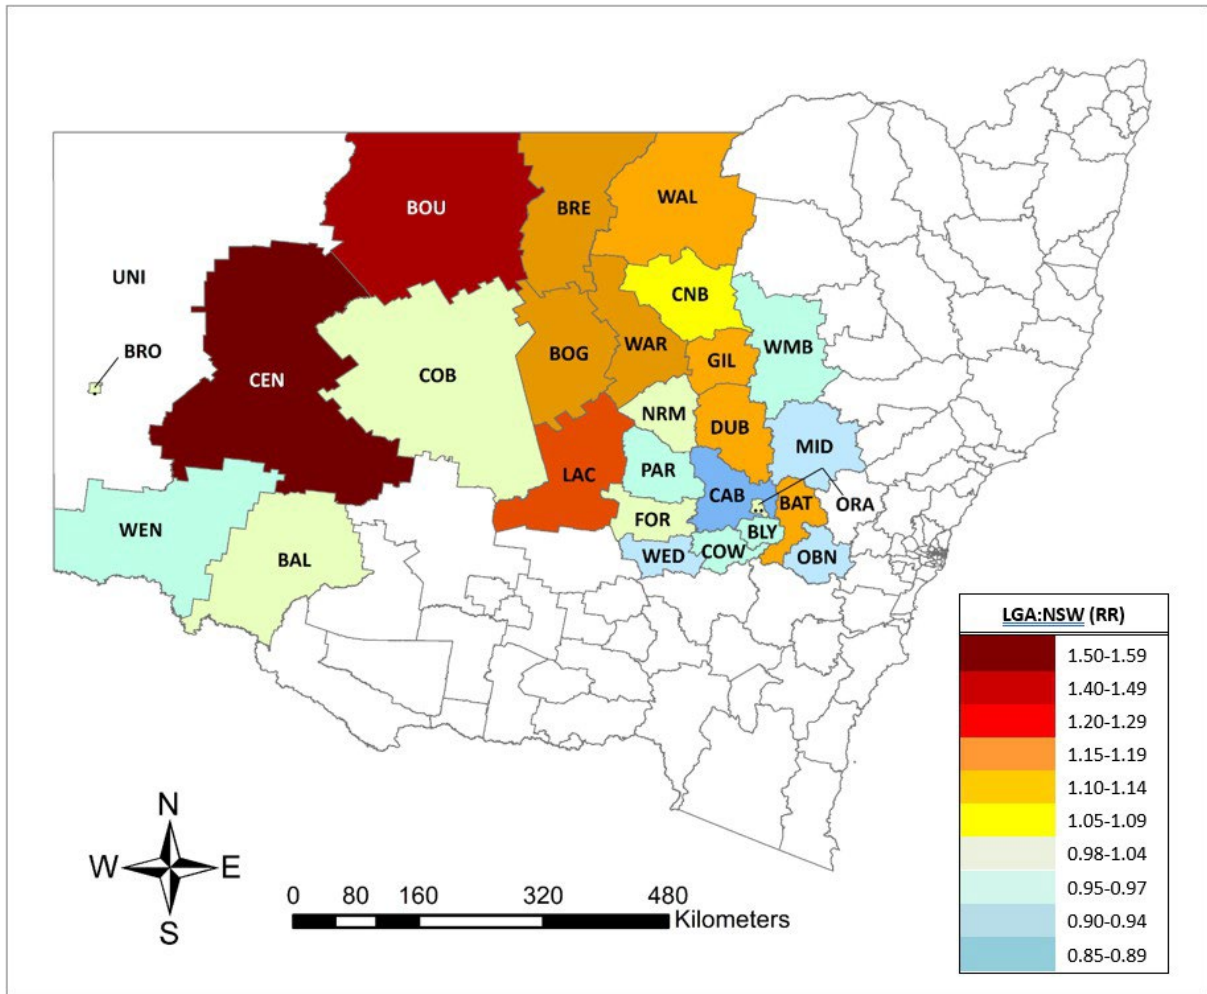 BOU
BRE
WAL
UNI
CNB
BRO
CEN
COB
BOG
WAR
GIL
WMB
NRM
DUB
MID
LAC
PAR
CAB
BAT
ORA
WEN
BAL
FOR
BLY
WED
COW
OBN
LGA:NSW (RR)
1.50-1.59
1.40-1.49
1.20-1.29
1.15-1.19
1.10-1.14
1.05-1.09
0.98-1.04
0.95-0.97
0.90-0.94
0.85-0.89
N
W E
S
0 80 160 320 480
Kilometers